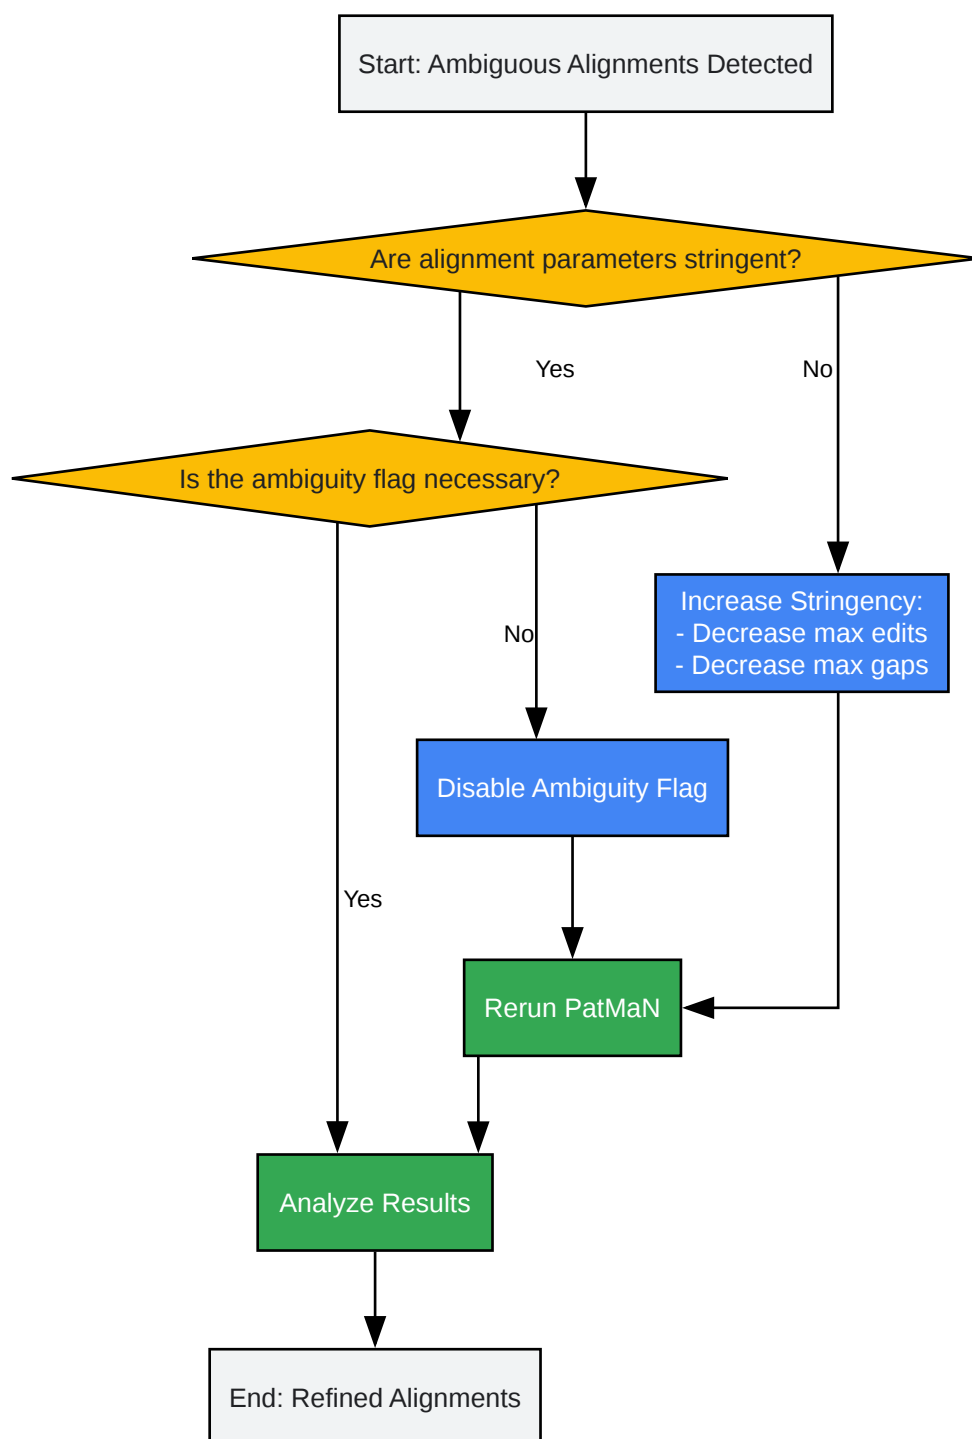 Start: Ambiguous Alignments Detected
Are alignment parameters stringent?
Yes
No
Is the ambiguity flag necessary?
Increase Stringency:
- Decrease max edits
- Decrease max gaps
No
Disable Ambiguity Flag
Yes
Rerun PatMaN
Analyze Results
End: Refined Alignments